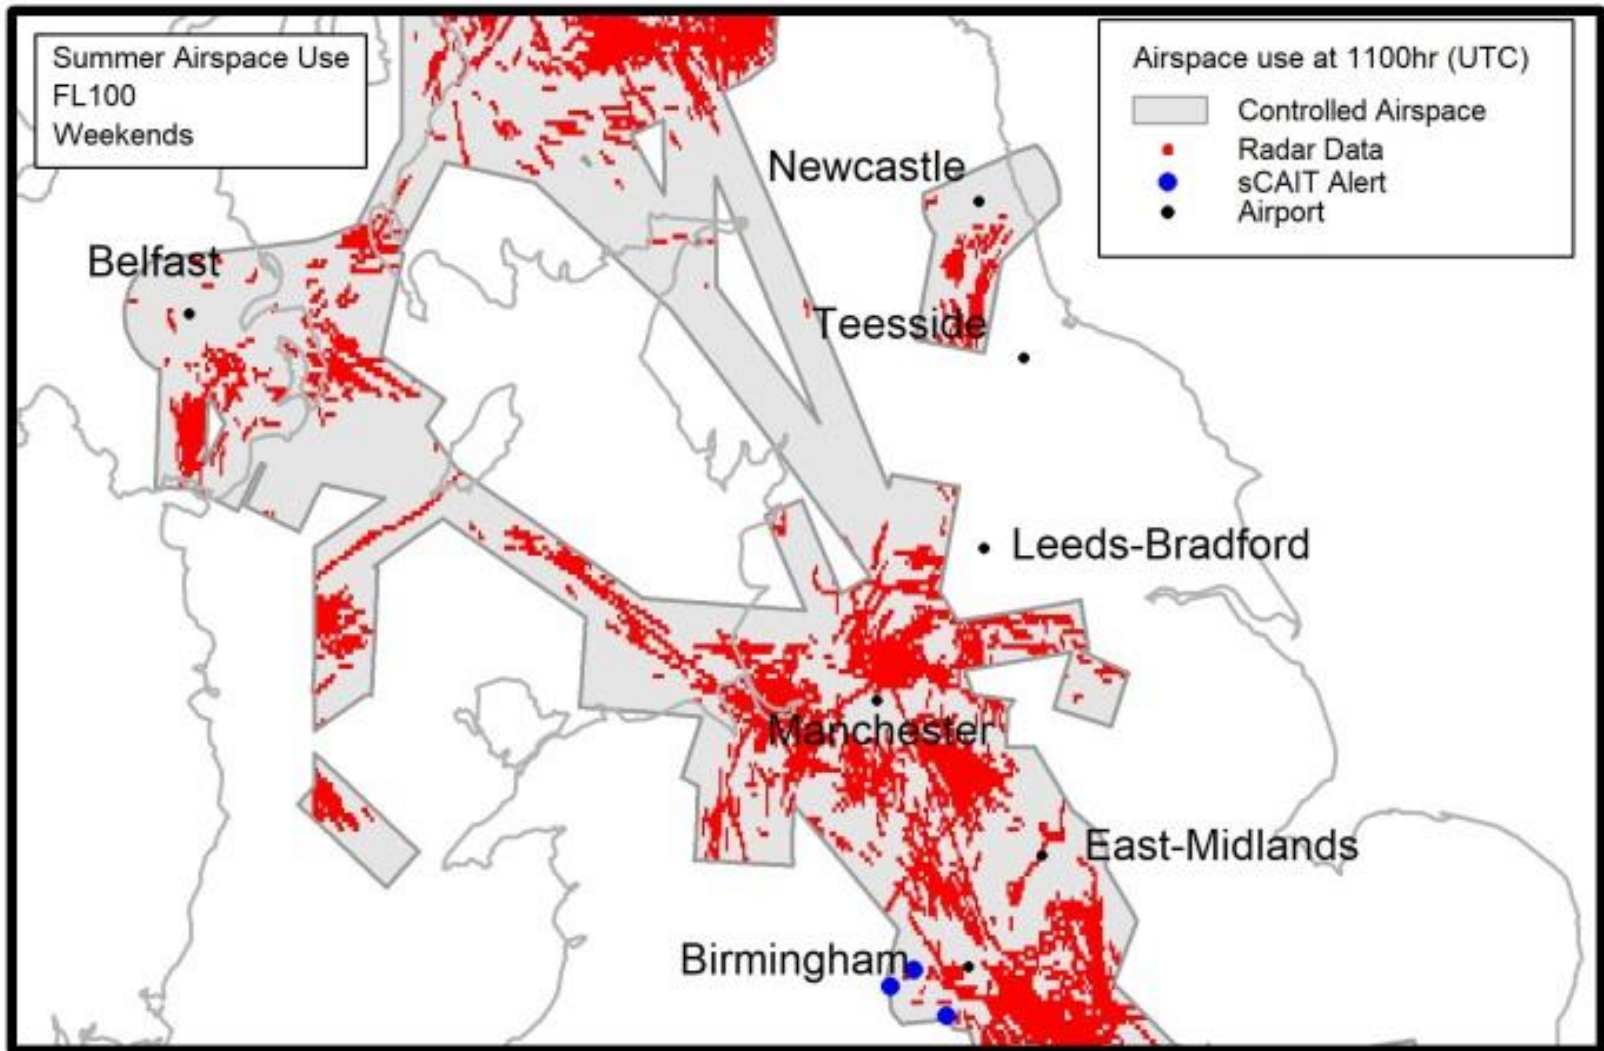 Summer Airspace Use
FL100
Weekends
Airspace use at 1100hr (UTC)
Controlled Airspace
Radar Data
sCAIT Alert
Airport
Newcastle
Belfast
Teesside
Leeds-Bradford
Manchester
East-Midlands
Birmingham